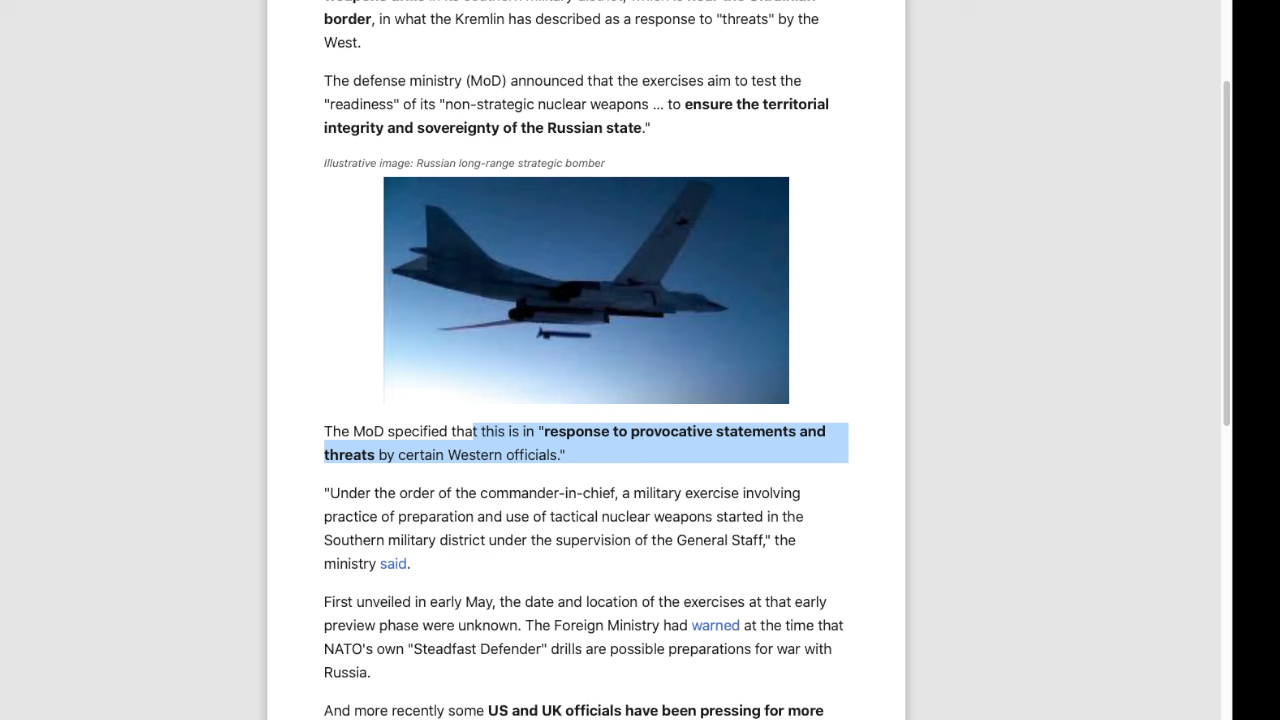 border, in what the Kremlin has described as a response to "threats" by the
West.
The defense ministry (MoD) announced that the exercises aim to test the
"readiness" of its "non-strategic nuclear weapons ... to ensure the territorial
integrity and sovereignty of the Russian state."
Illustrative image: Russian long-range strategic bomber
The MoD specified that this is in "response to provocative statements and
threats by certain Western officials."
"Under the order of the commander-in-chief, a military exercise involving
practice of preparation and use of tactical nuclear weapons started in the
Southern military district under the supervision of the General Staff," the
ministry said.
First unveiled in early May, the date and location of the exercises at that early
preview phase were unknown. The Foreign Ministry had warned at the time that
NATO's own "Steadfast Defender" drills are possible preparations for war with
Russia.
And more recently some US and UK officials have been pressing for more